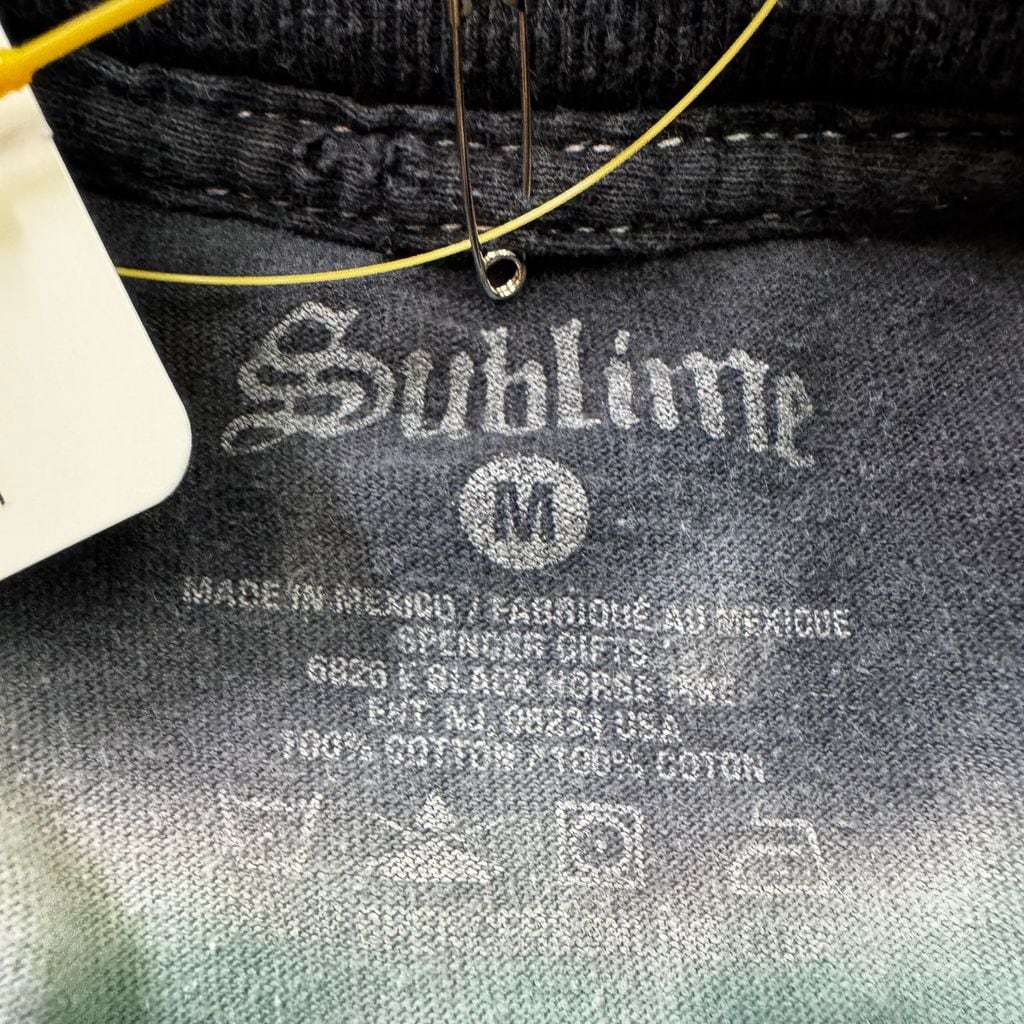 Sublime
M
MADE IN MEXICO / FABRIQUÉ AU MEXIQUE
SPENCER GIFTS
6826 E BLACK HORSE PIKE
EHT, NJ, 08234 USA
100% COTTON / 100% COTON